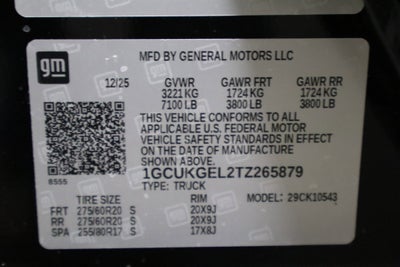 gm
MFD BY GENERAL MOTORS LLC
12/25 GVWR GAWR FRT GAWR RR
3221 KG 1724 KG 1724 KG
7100 LB 3800 LB 3800 LB
THIS VEHICLE CONFORMS TO ALL
APPLICABLE U.S. FEDERAL MOTOR
VEHICLE SAFETY STANDARDS IN EFFECT
ON THE DATE OF MANUFACTURE
SHOWN ABOVE.
8555
1GCUKGEL2TZ265879
TYPE: TRUCK
TIRE SIZE RIM MODEL: 29CK10543
FRT 275/60R20 S 20X9J
RR 275/60R20 S 20X9J
SPA 255/80R17 S 17X8J